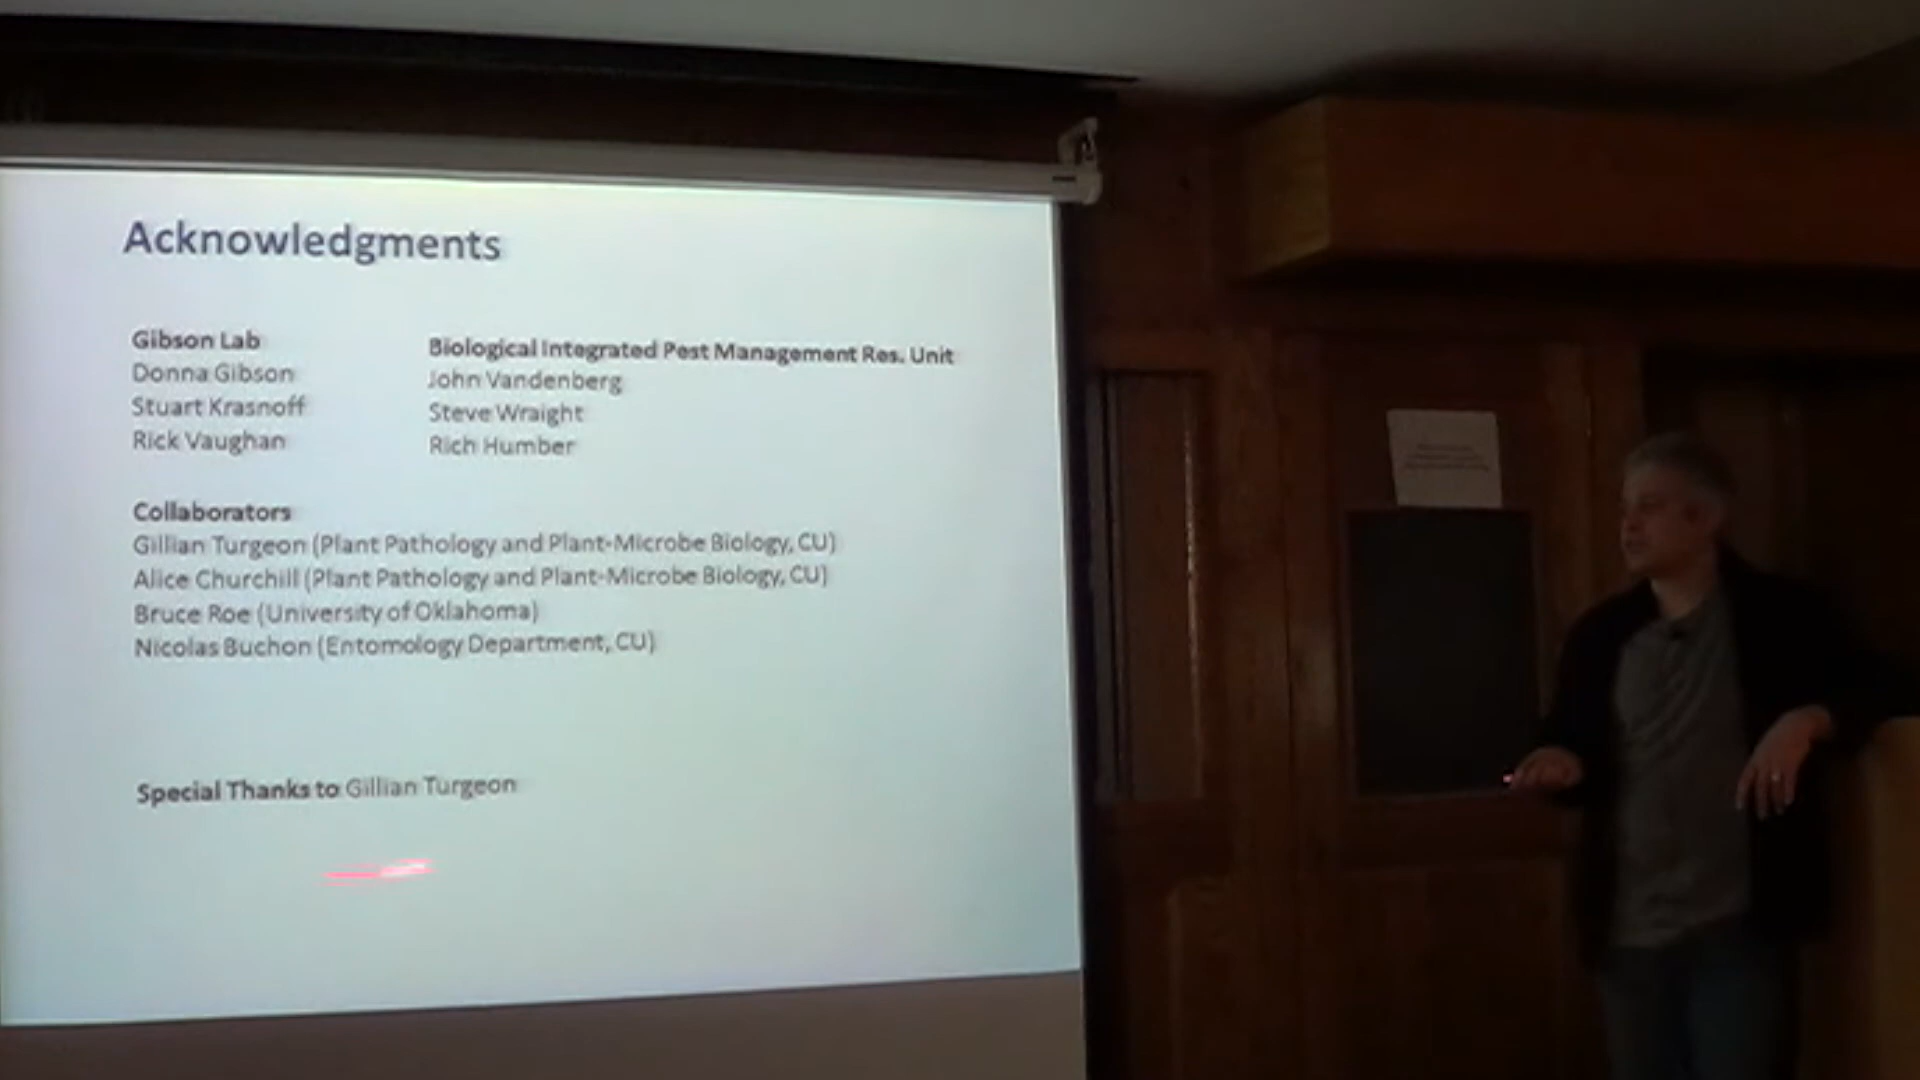 Acknowledgments
Gibson Lab
Donna Gibson
Stuart Krasnoff
Rick Vaughan
Biological Integrated Pest Management Res. Unit
John Vandenberg
Steve Wraight
Rich Humber
Collaborators
Gillian Turgeon (Plant Pathology and Plant-Microbe Biology, CU)
Alice Churchill (Plant Pathology and Plant-Microbe Biology, CU)
Bruce Roe (University of Oklahoma)
Nicolas Buchon (Entomology Department, CU)
Special Thanks to Gillian Turgeon